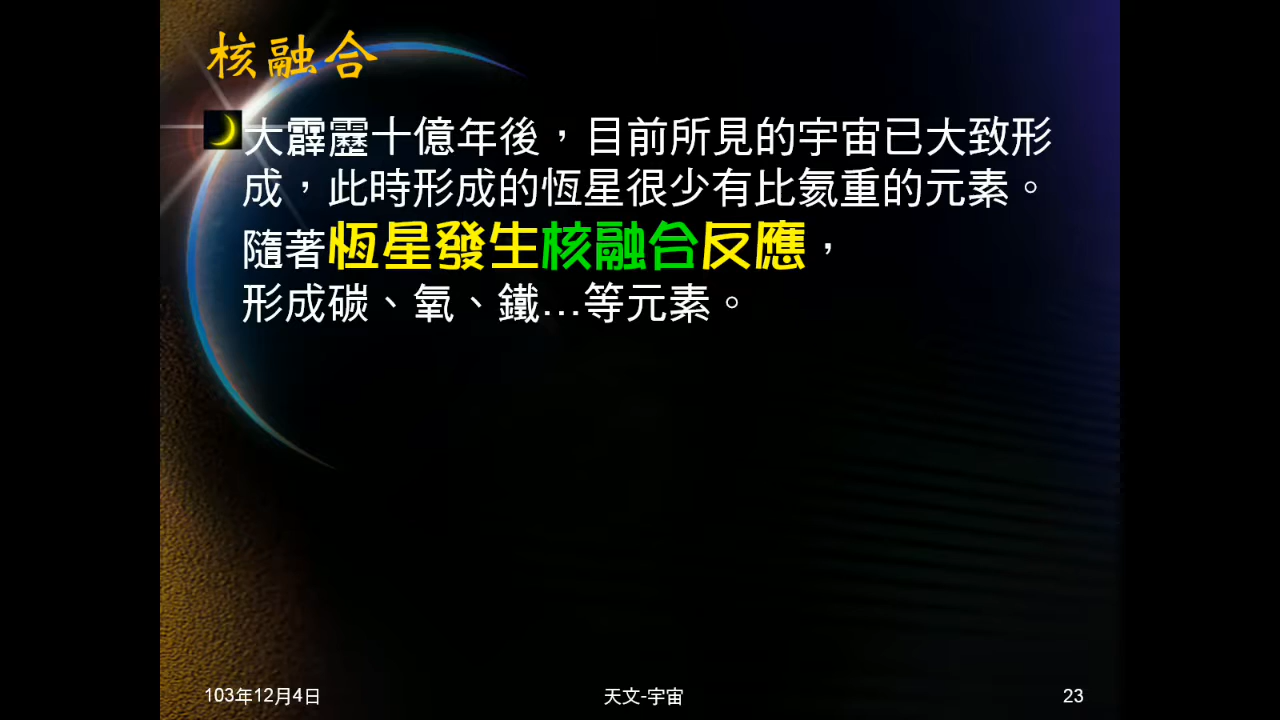 核融合
大霹靂十億年後，目前所見的宇宙已大致形
成，此時形成的恆星很少有比氦重的元素。
隨著恆星發生核融合反應，
形成碳、氧、鐵…等元素。
103年12月4日
天文-宇宙
23